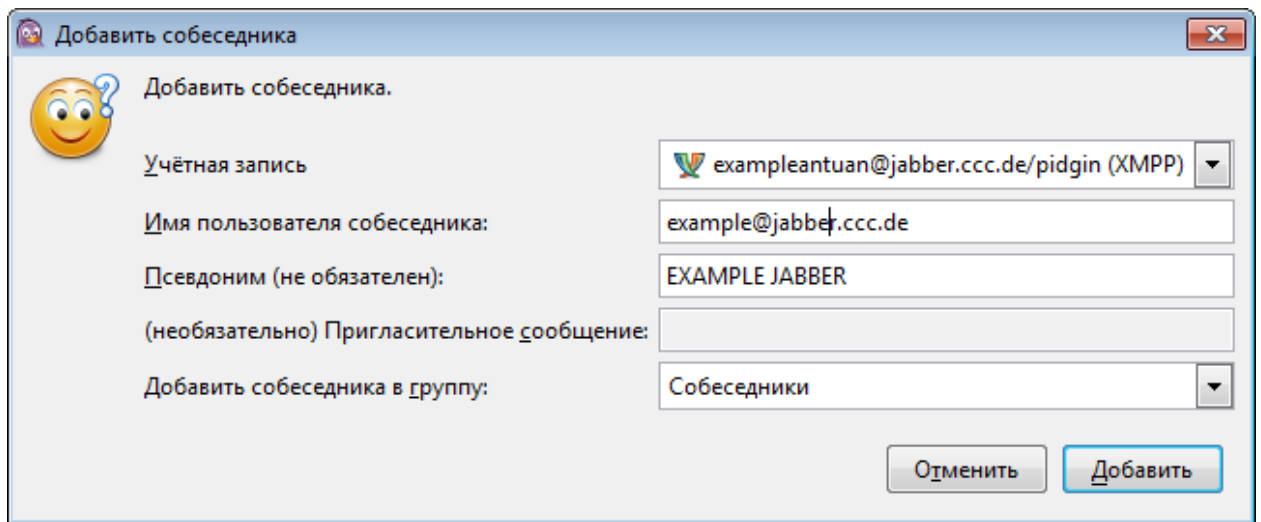 Добавить собеседника
Добавить собеседника.
Учётная запись exampleantuan@jabber.ccc.de/pidgin (XMPP)
Имя пользователя собеседника: example@jabber.ccc.de
Псевдоним (не обязателен): EXAMPLE JABBER
(необязательно) Пригласительное сообщение:
Добавить собеседника в группу: Собеседники
Отменить Добавить